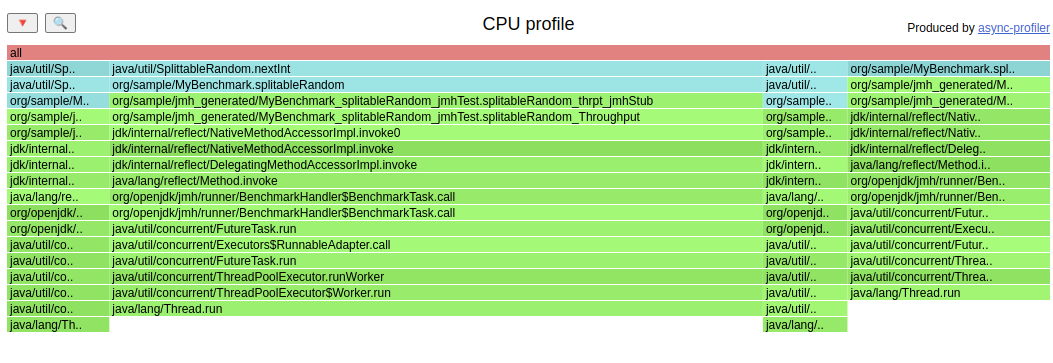 🔻 🔍 CPU profile Produced by async-profiler
all
java/util/Sp.. java/util/SplittableRandom.nextInt java/util/.. org/sample/MyBenchmark.spl..
java/util/Sp.. org/sample/MyBenchmark.splitableRandom java/util/.. org/sample/jmh_generated/M..
org/sample/M.. org/sample/jmh_generated/MyBenchmark_splitableRandom_jmhTest.splitableRandom_thrpt_jmhStub org/sample.. org/sample/jmh_generated/M..
org/sample/j.. org/sample/jmh_generated/MyBenchmark_splitableRandom_jmhTest.splitableRandom_Throughput org/sample.. jdk/internal/reflect/Nativ..
org/sample/j.. jdk/internal/reflect/NativeMethodAccessorImpl.invoke0 org/sample.. jdk/internal/reflect/Nativ..
jdk/internal.. jdk/internal/reflect/NativeMethodAccessorImpl.invoke jdk/intern.. jdk/internal/reflect/Deleg..
jdk/internal.. jdk/internal/reflect/DelegatingMethodAccessorImpl.invoke jdk/intern.. java/lang/reflect/Method.i..
jdk/internal.. java/lang/reflect/Method.invoke jdk/intern.. org/openjdk/jmh/runner/Ben..
java/lang/re.. org/openjdk/jmh/runner/BenchmarkHandler$BenchmarkTask.call java/lang/.. org/openjdk/jmh/runner/Ben..
org/openjdk/.. org/openjdk/jmh/runner/BenchmarkHandler$BenchmarkTask.call org/openjd.. java/util/concurrent/Futur..
org/openjdk/.. java/util/concurrent/FutureTask.run org/openjd.. java/util/concurrent/Execu..
java/util/co.. java/util/concurrent/Executors$RunnableAdapter.call java/util/.. java/util/concurrent/Futur..
java/util/co.. java/util/concurrent/FutureTask.run java/util/.. java/util/concurrent/Threa..
java/util/co.. java/util/concurrent/ThreadPoolExecutor.runWorker java/util/.. java/util/concurrent/Threa..
java/util/co.. java/util/concurrent/ThreadPoolExecutor$Worker.run java/util/.. java/lang/Thread.run
java/util/co.. java/lang/Thread.run java/util/..
java/lang/Th.. java/lang/..